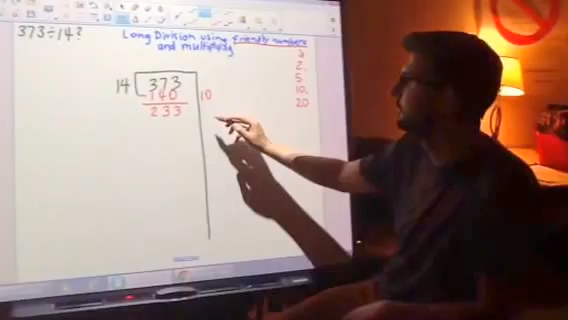 373÷14?
Long Division using friendly numbers
and multiplying
14 373
- 140 10
233
2,
5
10,
20